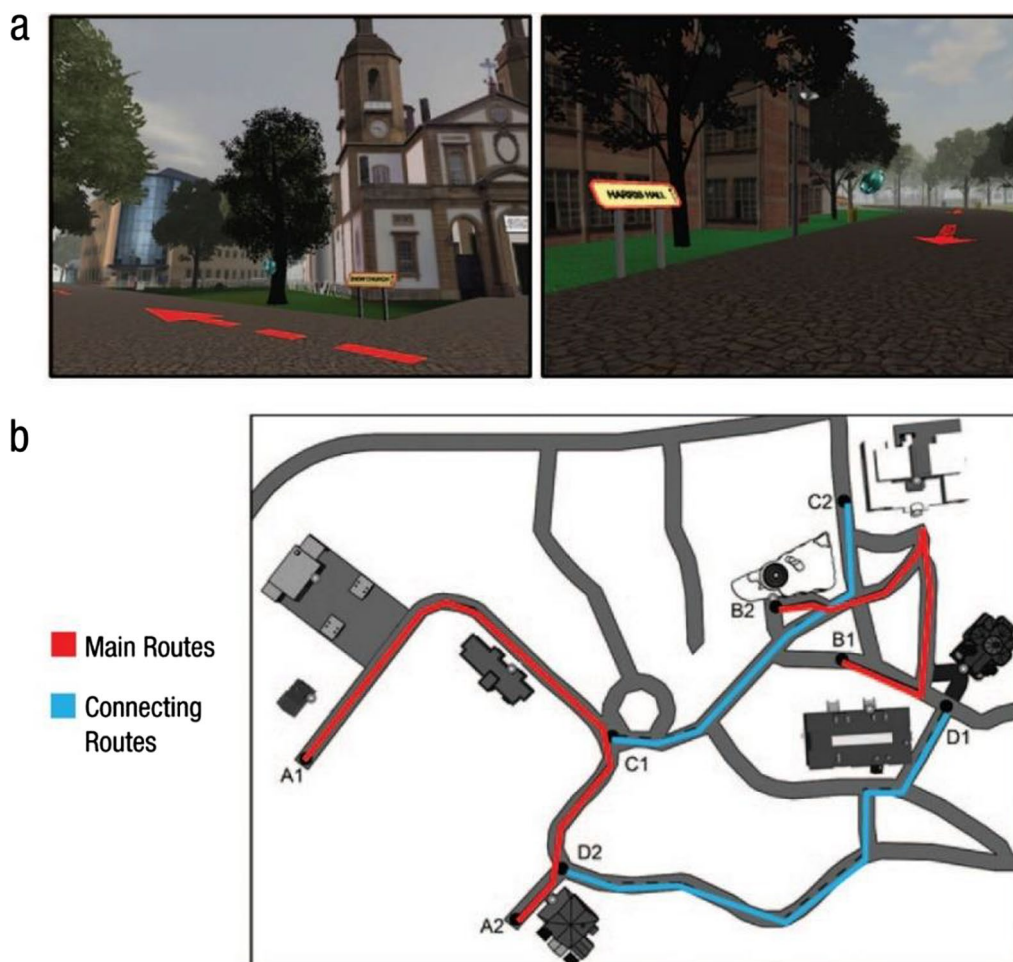 a
HARRIS HALL
b
C2
B2
B1
Main Routes
Connecting
Routes
D1
A1
C1
D2
A2